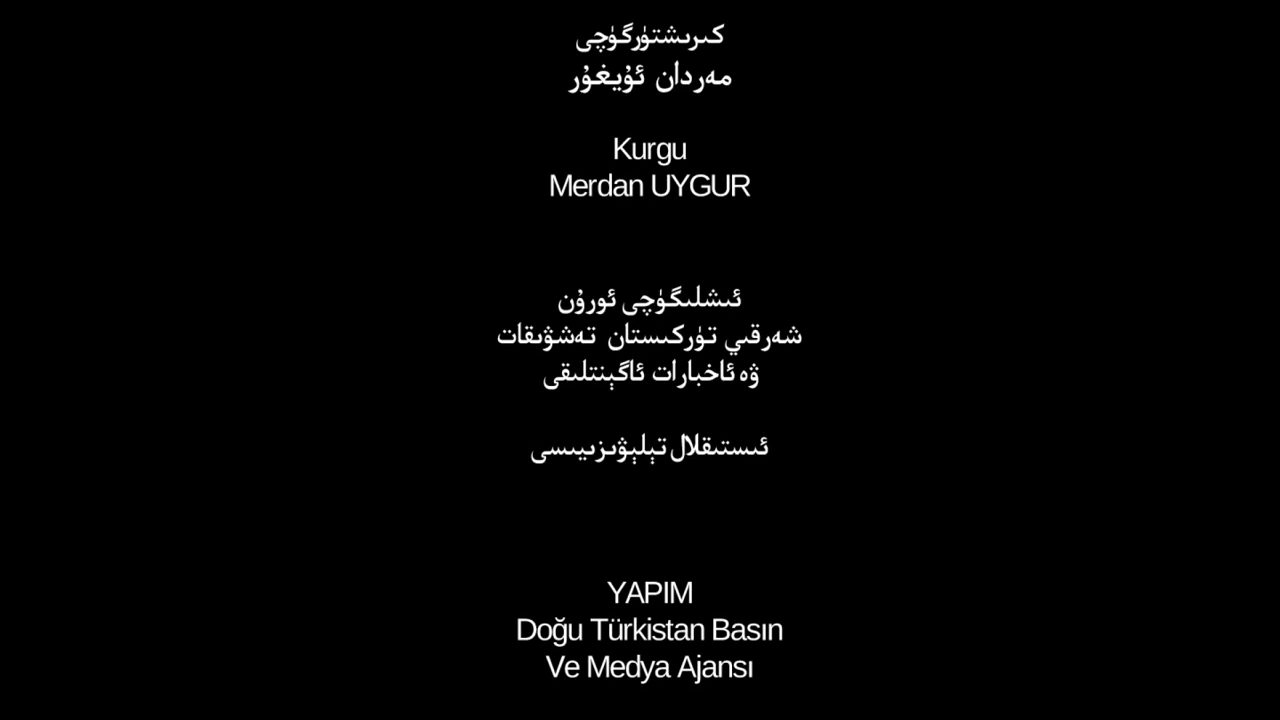 كىرىشتۈرگۈچى
مەردان ئۇيغۇر
Kurgu
Merdan UYGUR
ئىشلىگۈچى ئورۇن
شەرقىي تۈركىستان تەشۋىقات
ۋە ئاخبارات ئاگېنتلىقى
ئىستىقلال تېلېۋىزىيىسى
YAPIM
Doğu Türkistan Basın
Ve Medya Ajansı